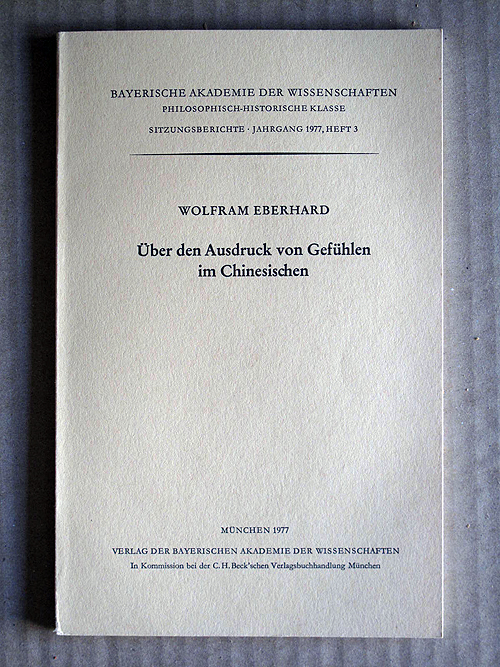 BAYERISCHE AKADEMIE DER WISSENSCHAFTEN
PHILOSOPHISCH-HISTORISCHE KLASSE
SITZUNGSBERICHTE · JAHRGANG 1977, HEFT 3
WOLFRAM EBERHARD
Über den Ausdruck von Gefühlen
im Chinesischen
MÜNCHEN 1977
VERLAG DER BAYERISCHEN AKADEMIE DER WISSENSCHAFTEN
In Kommission bei der C. H. Beck'schen Verlagsbuchhandlung München